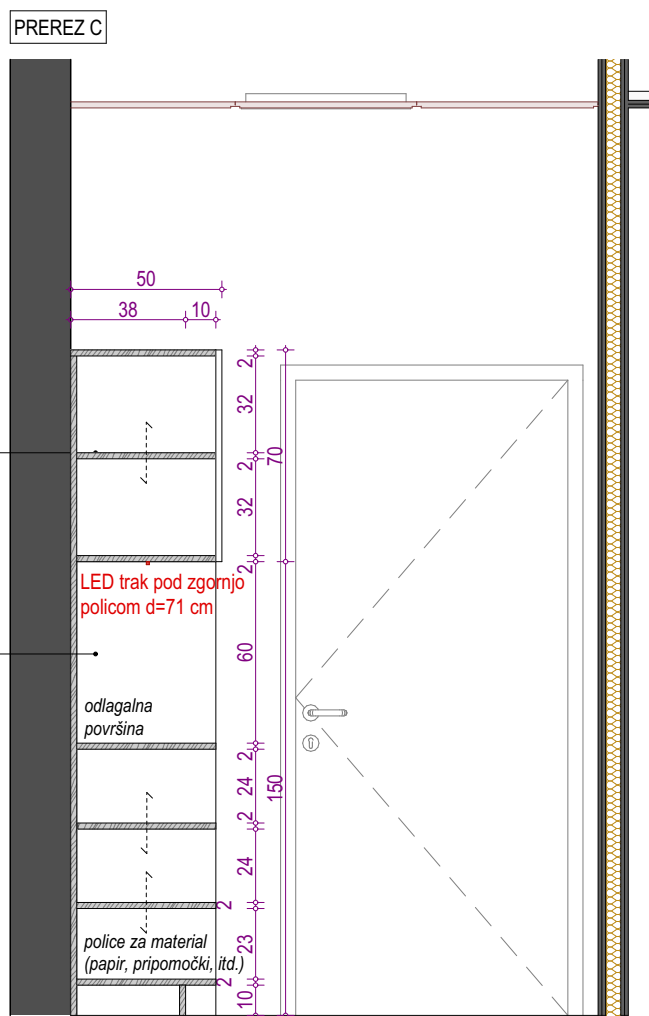 PREREZ C
50
38
10
2
32
2
70
32
2
LED trak pod zgornjo
policom d=71 cm
60
odlagalna
površina
2
24
150
2
24
2
police za material
(papir, pripomočki, itd.)
23
2
10